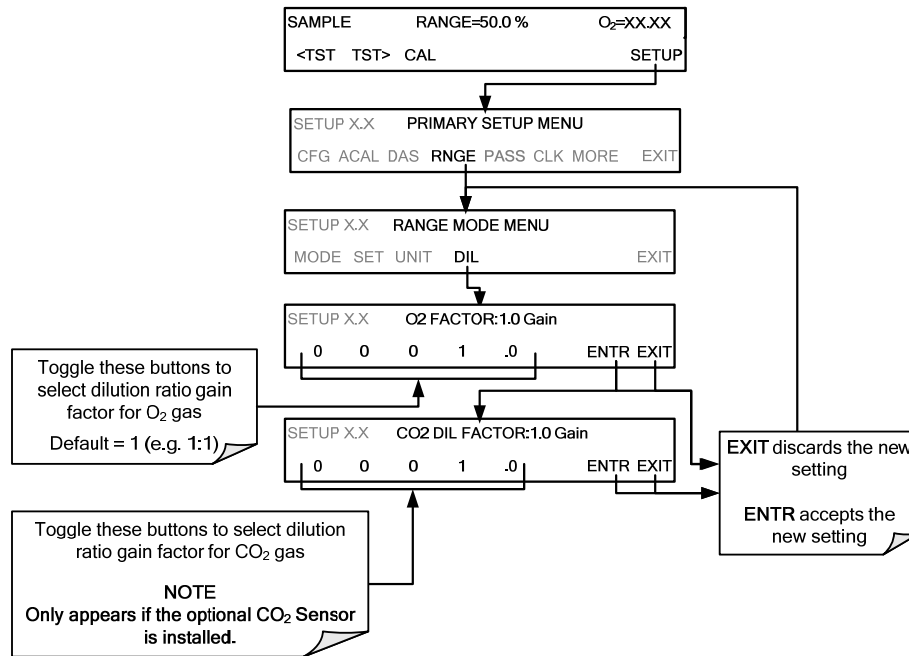 SAMPLE RANGE=50.0 % O₂=XX.XX
<TST TST> CAL SETUP
SETUP X.X PRIMARY SETUP MENU
CFG ACAL DAS RNGE PASS CLK MORE EXIT
SETUP X.X RANGE MODE MENU
MODE SET UNIT DIL EXIT
SETUP X.X O2 FACTOR:1.0 Gain
0 0 0 1 .0 ENTR EXIT
Toggle these buttons to
select dilution ratio gain
factor for O₂ gas
Default = 1 (e.g. 1:1)
SETUP X.X CO2 DIL FACTOR:1.0 Gain
0 0 0 1 .0 ENTR EXIT
EXIT discards the new
setting
ENTR accepts the
new setting
Toggle these buttons to select dilution
ratio gain factor for CO₂ gas
NOTE
Only appears if the optional CO₂ Sensor
is installed.